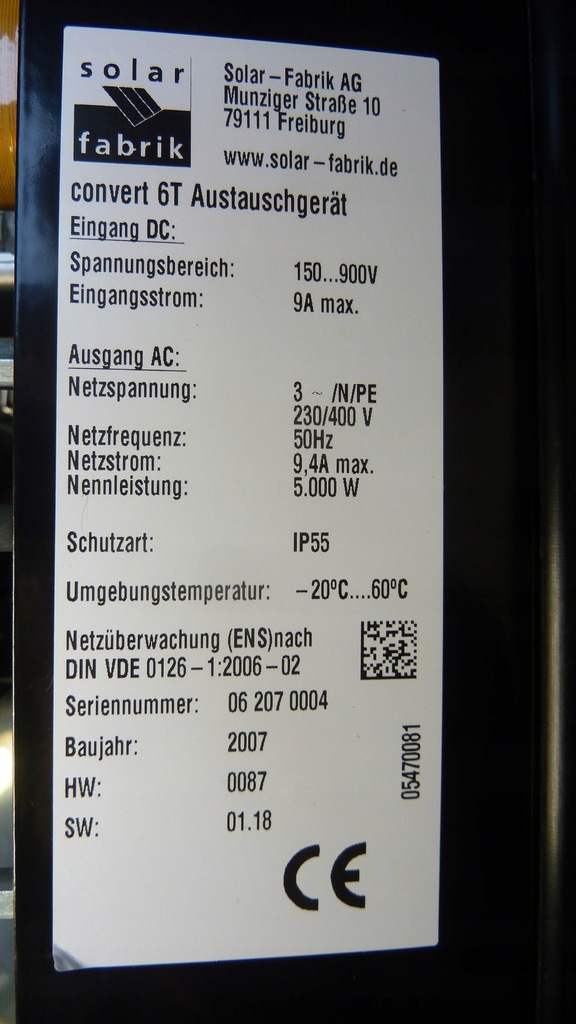 solar
fabrik
Solar-Fabrik AG
Munziger Straße 10
79111 Freiburg
www.solar-fabrik.de
convert 6T Austauschgerät
Eingang DC:
Spannungsbereich: 150...900V
Eingangsstrom: 9A max.
Ausgang AC:
Netzspannung: 3 ~ /N/PE
230/400 V
Netzfrequenz: 50Hz
Netzstrom: 9,4A max.
Nennleistung: 5.000 W
Schutzart: IP55
Umgebungstemperatur: -20ºC....60ºC
Netzüberwachung (ENS)nach
DIN VDE 0126-1:2006-02
Seriennummer: 06 207 0004
Baujahr: 2007
HW: 0087
SW: 01.18
05470081
CE